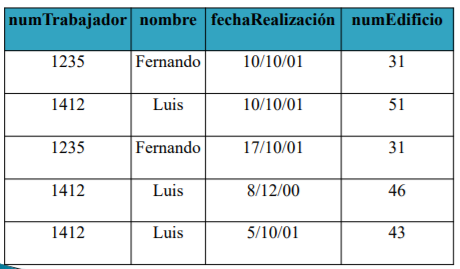 numTrabajador nombre fechaRealización numEdificio
1235 Fernando 10/10/01 31
1412 Luis 10/10/01 51
1235 Fernando 17/10/01 31
1412 Luis 8/12/00 46
1412 Luis 5/10/01 43